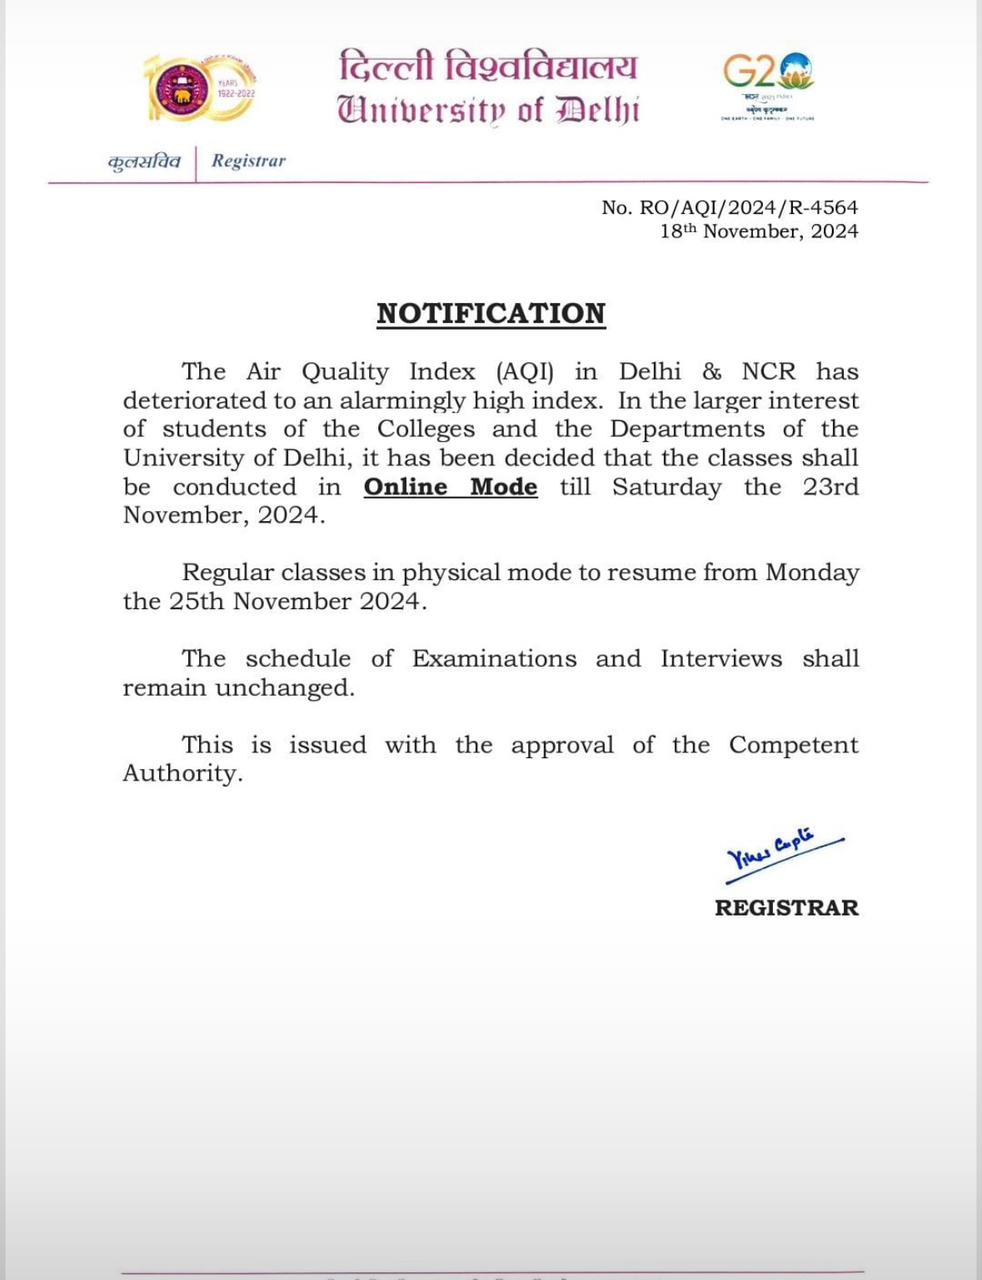 दिल्ली विश्वविद्यालय
University of Delhi
YEARS
1922-2022
G20
ONE EARTH • ONE FAMILY • ONE FUTURE
कुलसचिव | Registrar
No. RO/AQI/2024/R-4564
18th November, 2024
NOTIFICATION
The Air Quality Index (AQI) in Delhi & NCR has
deteriorated to an alarmingly high index. In the larger interest
of students of the Colleges and the Departments of the
University of Delhi, it has been decided that the classes shall
be conducted in Online Mode till Saturday the 23rd
November, 2024.
Regular classes in physical mode to resume from Monday
the 25th November 2024.
The schedule of Examinations and Interviews shall
remain unchanged.
This is issued with the approval of the Competent
Authority.
Vikas Gupta
REGISTRAR